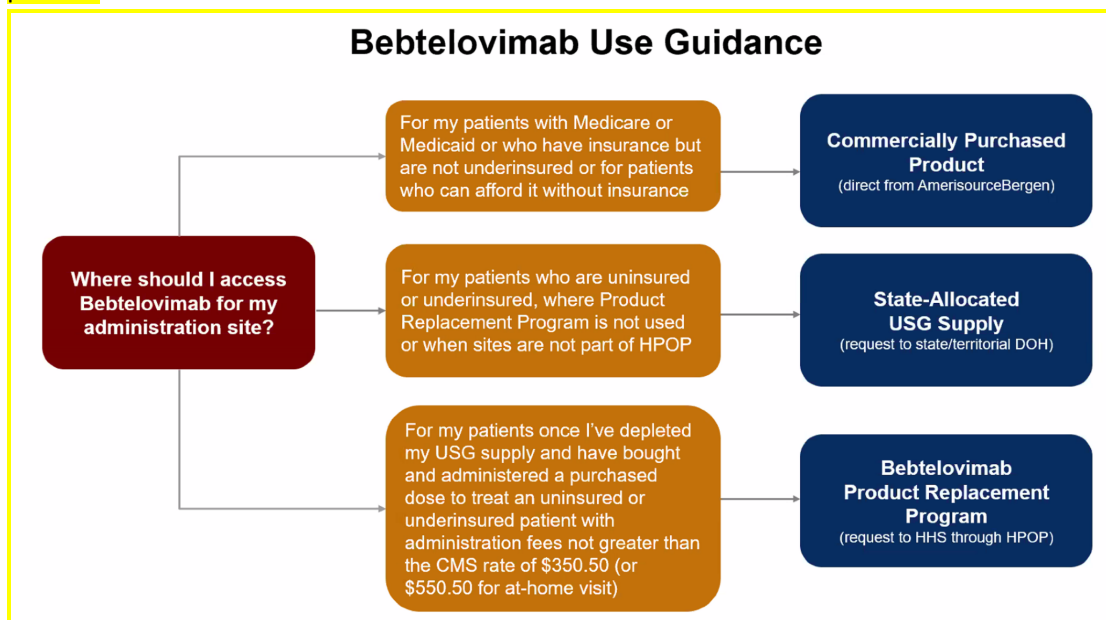 Bebtelovimab Use Guidance
Where should I access
Bebtelovimab for my
administration site?
For my patients with Medicare or
Medicaid or who have insurance but
are not underinsured or for patients
who can afford it without insurance
Commercially Purchased
Product
(direct from AmerisourceBergen)
For my patients who are uninsured
or underinsured, where Product
Replacement Program is not used
or when sites are not part of HPOP
State-Allocated
USG Supply
(request to state/territorial DOH)
For my patients once I've depleted
my USG supply and have bought
and administered a purchased
dose to treat an uninsured or
underinsured patient with
administration fees not greater than
the CMS rate of $350.50 (or
$550.50 for at-home visit)
Bebtelovimab
Product Replacement
Program
(request to HHS through HPOP)